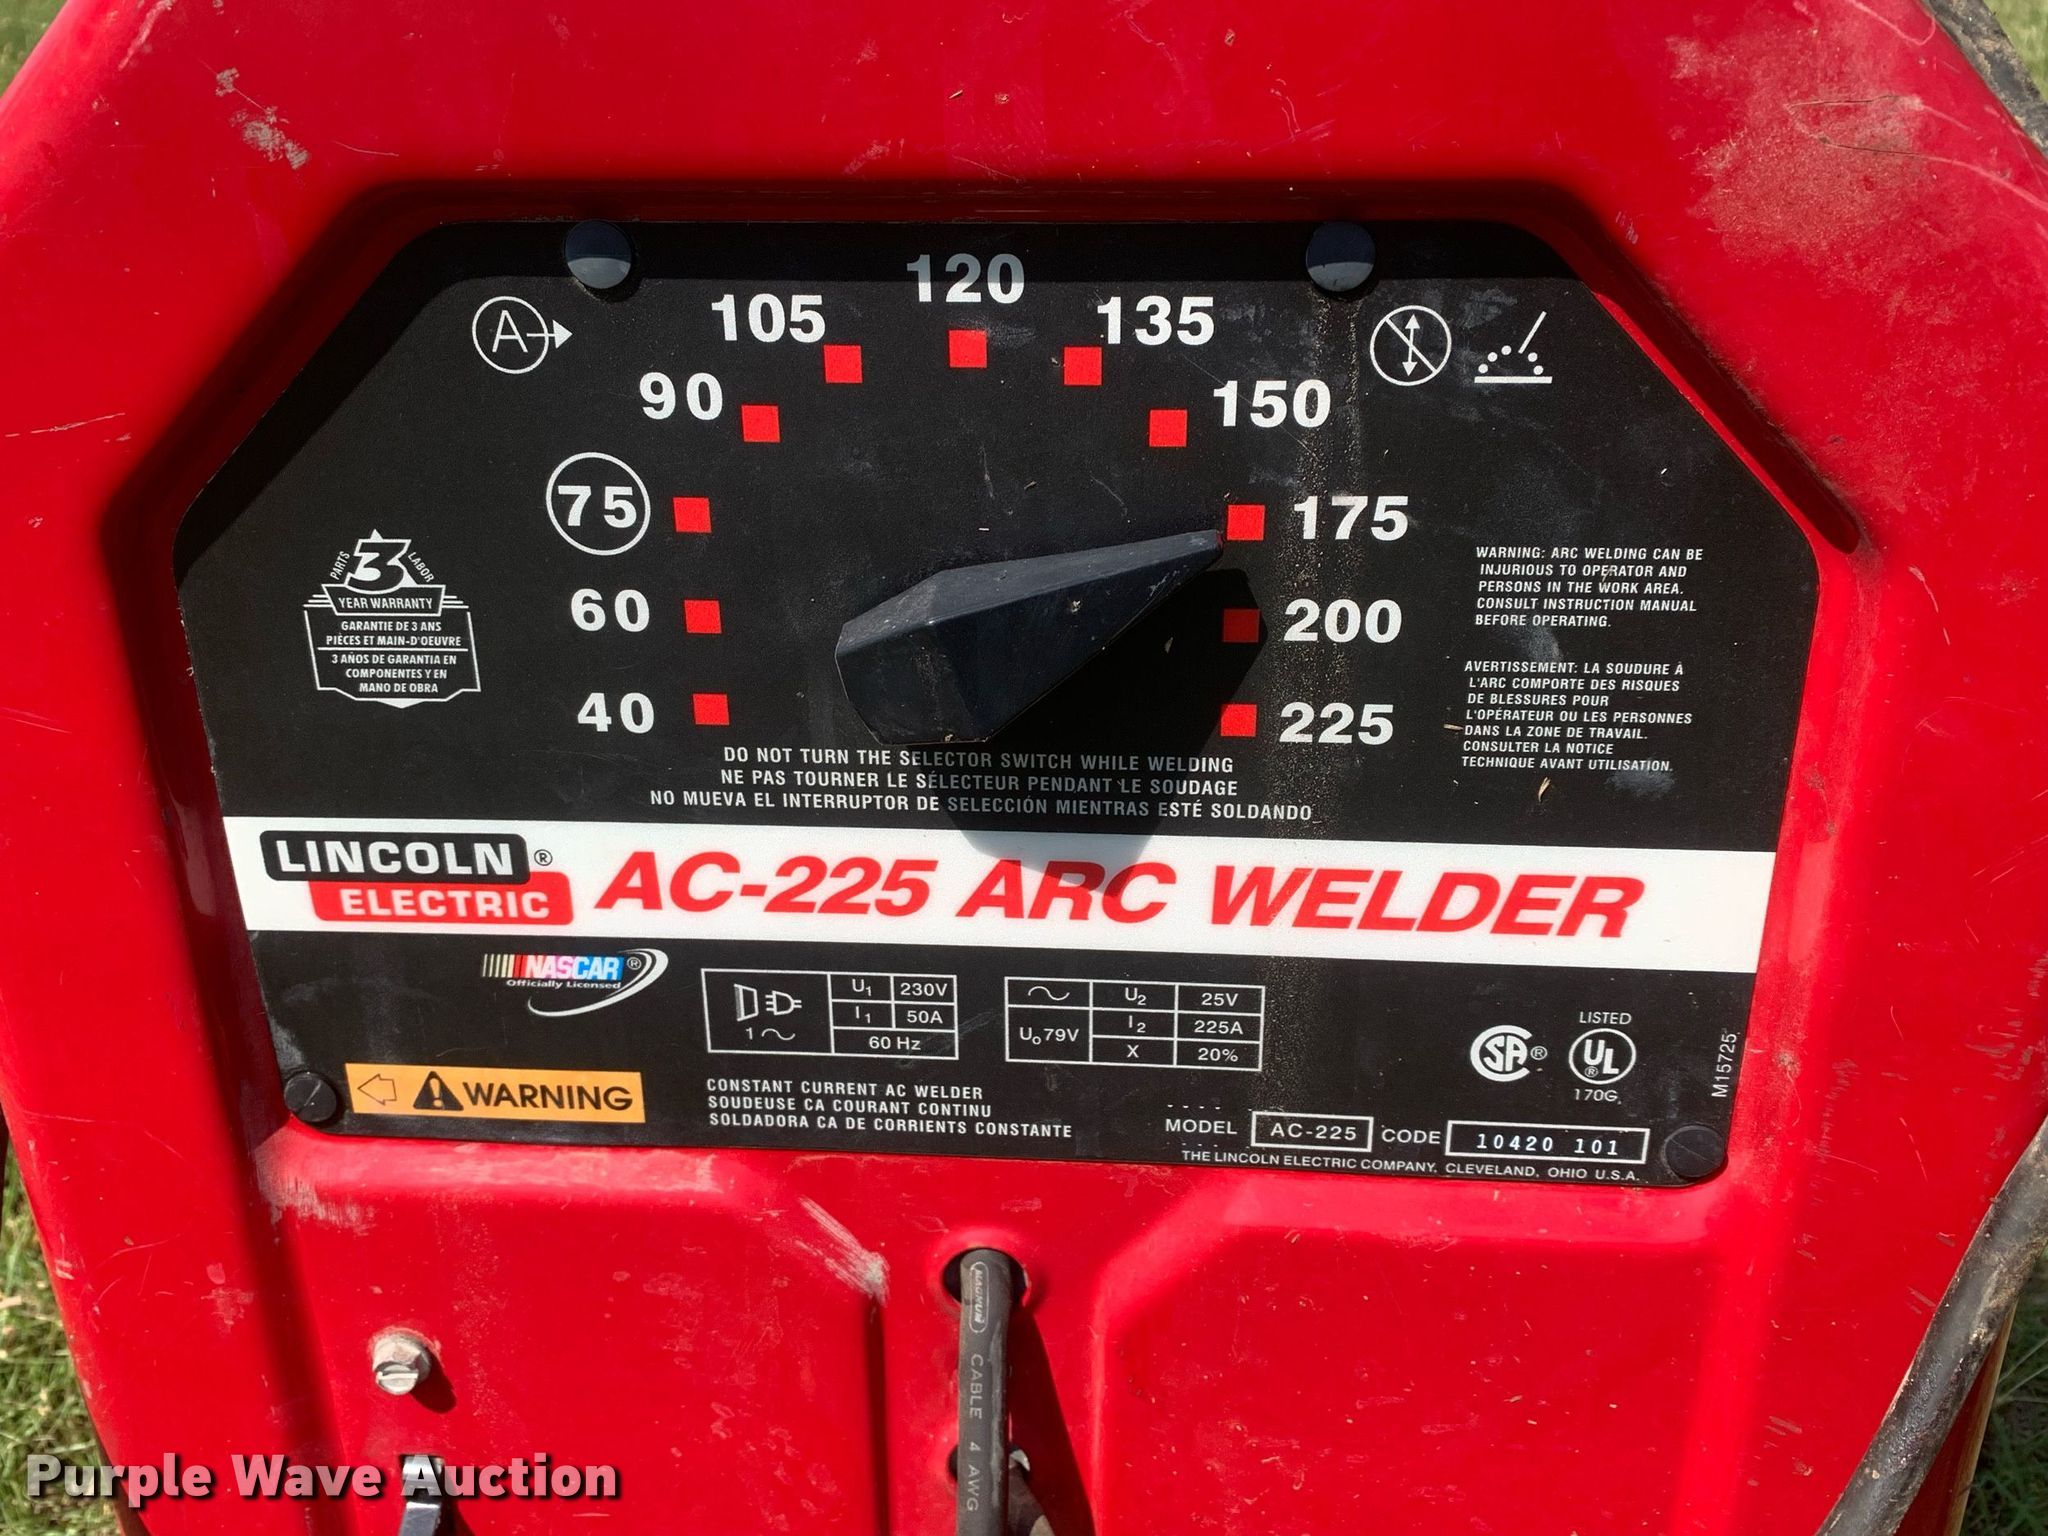 120
105
135
A
90
150
75
175
60
200
40
225
PARTS 3 LABOR
YEAR WARRANTY
GARANTIE DE 3 ANS
PIÈCES ET MAIN-D'OEUVRE
3 AÑOS DE GARANTIA EN
COMPONENTES Y EN
MANO DE OBRA
WARNING: ARC WELDING CAN BE
INJURIOUS TO OPERATOR AND
PERSONS IN THE WORK AREA.
CONSULT INSTRUCTION MANUAL
BEFORE OPERATING.
AVERTISSEMENT: LA SOUDURE À
L'ARC COMPORTE DES RISQUES
DE BLESSURES POUR
L'OPÉRATEUR OU LES PERSONNES
DANS LA ZONE DE TRAVAIL.
CONSULTER LA NOTICE
TECHNIQUE AVANT UTILISATION.
DO NOT TURN THE SELECTOR SWITCH WHILE WELDING
NE PAS TOURNER LE SÉLECTEUR PENDANT LE SOUDAGE
NO MUEVA EL INTERRUPTOR DE SELECCIÓN MIENTRAS ESTÉ SOLDANDO
LINCOLN ®
ELECTRIC
AC-225 ARC WELDER
NASCAR ®
Officially Licensed
1
U1 230V
I1 50A
60 Hz
U2 25V
U0 79V I2 225A
X 20%
SA ®
LISTED
UL ®
170G
M15725
WARNING
CONSTANT CURRENT AC WELDER
SOUDEUSE CA COURANT CONTINU
SOLDADORA CA DE CORRIENTS CONSTANTE
MODEL AC-225 CODE 10420 101
THE LINCOLN ELECTRIC COMPANY, CLEVELAND, OHIO U.S.A.
MAGNUM CABLE 4 AWG
Purple Wave Auction